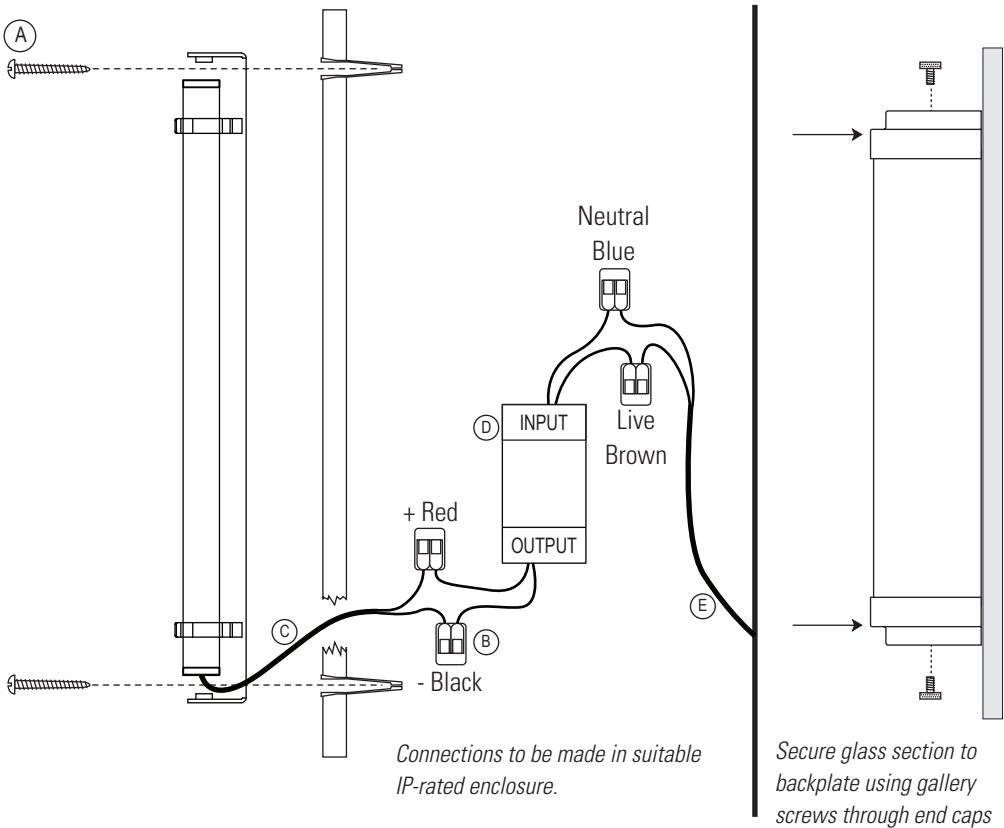 A
Neutral
Blue
D
INPUT
Live
Brown
+ Red
OUTPUT
C
B
E
- Black
Connections to be made in suitable
IP-rated enclosure.
Secure glass section to
backplate using gallery
screws through end caps